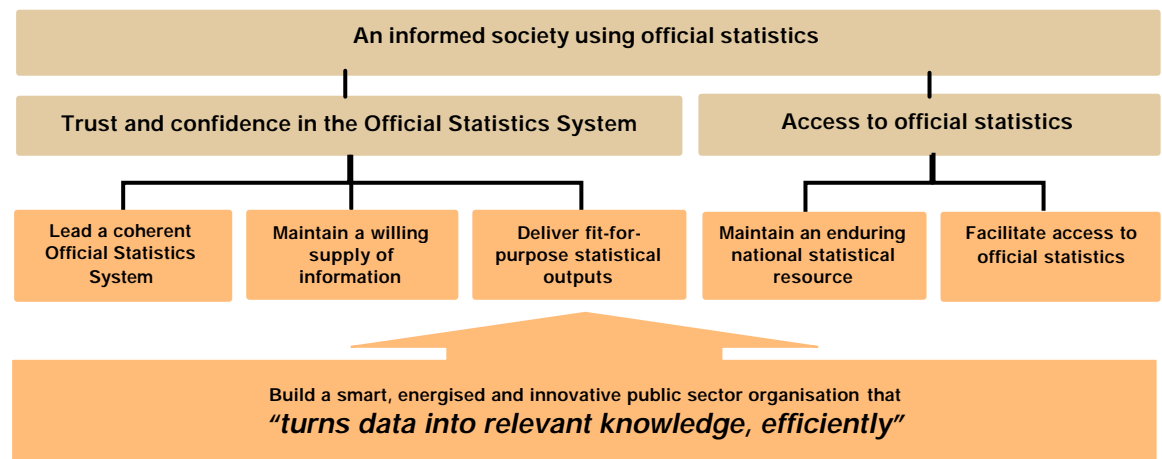 An informed society using official statistics
Trust and confidence in the Official Statistics System
Access to official statistics
Lead a coherent
Official Statistics
System
Maintain a willing
supply of
information
Deliver fit-for-
purpose statistical
outputs
Maintain an enduring
national statistical
resource
Facilitate access to
official statistics
Build a smart, energised and innovative public sector organisation that
“turns data into relevant knowledge, efficiently”